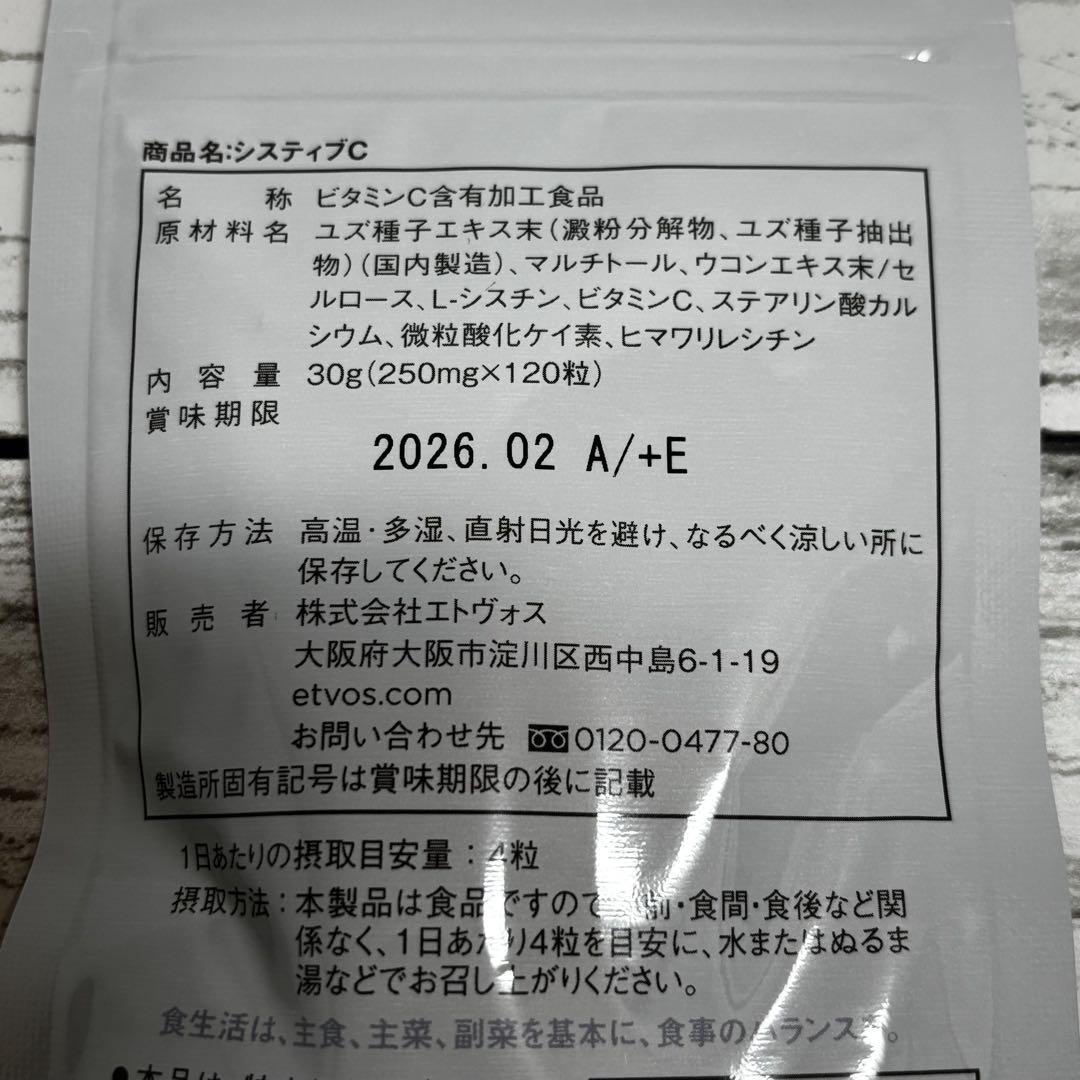 商品名:システィブC
名称 ビタミンC含有加工食品
原材料名 ユズ種子エキス末(澱粉分解物、ユズ種子抽出
物)(国内製造)、マルチトール、ウコンエキス末/セ
ルロース、L-シスチン、ビタミンC、ステアリン酸カル
シウム、微粒酸化ケイ素、ヒマワリレシチン
内容量 30g(250mg×120粒)
賞味期限
2026.02 A/+E
保存方法 高温・多湿、直射日光を避け、なるべく涼しい所に
保存してください。
販売者 株式会社エトヴォス
大阪府大阪市淀川区西中島6-1-19
etvos.com
お問い合わせ先 0120-0477-80
製造所固有記号は賞味期限の後に記載
1日あたりの摂取目安量:4粒
摂取方法:本製品は食品ですので 前・食間・食後など関
係なく、1日あたり4粒を目安に、水またはぬるま
湯などでお召し上がりください。
食生活は、主食、主菜、副菜を基本に、食事のバランスを。
●本品は、